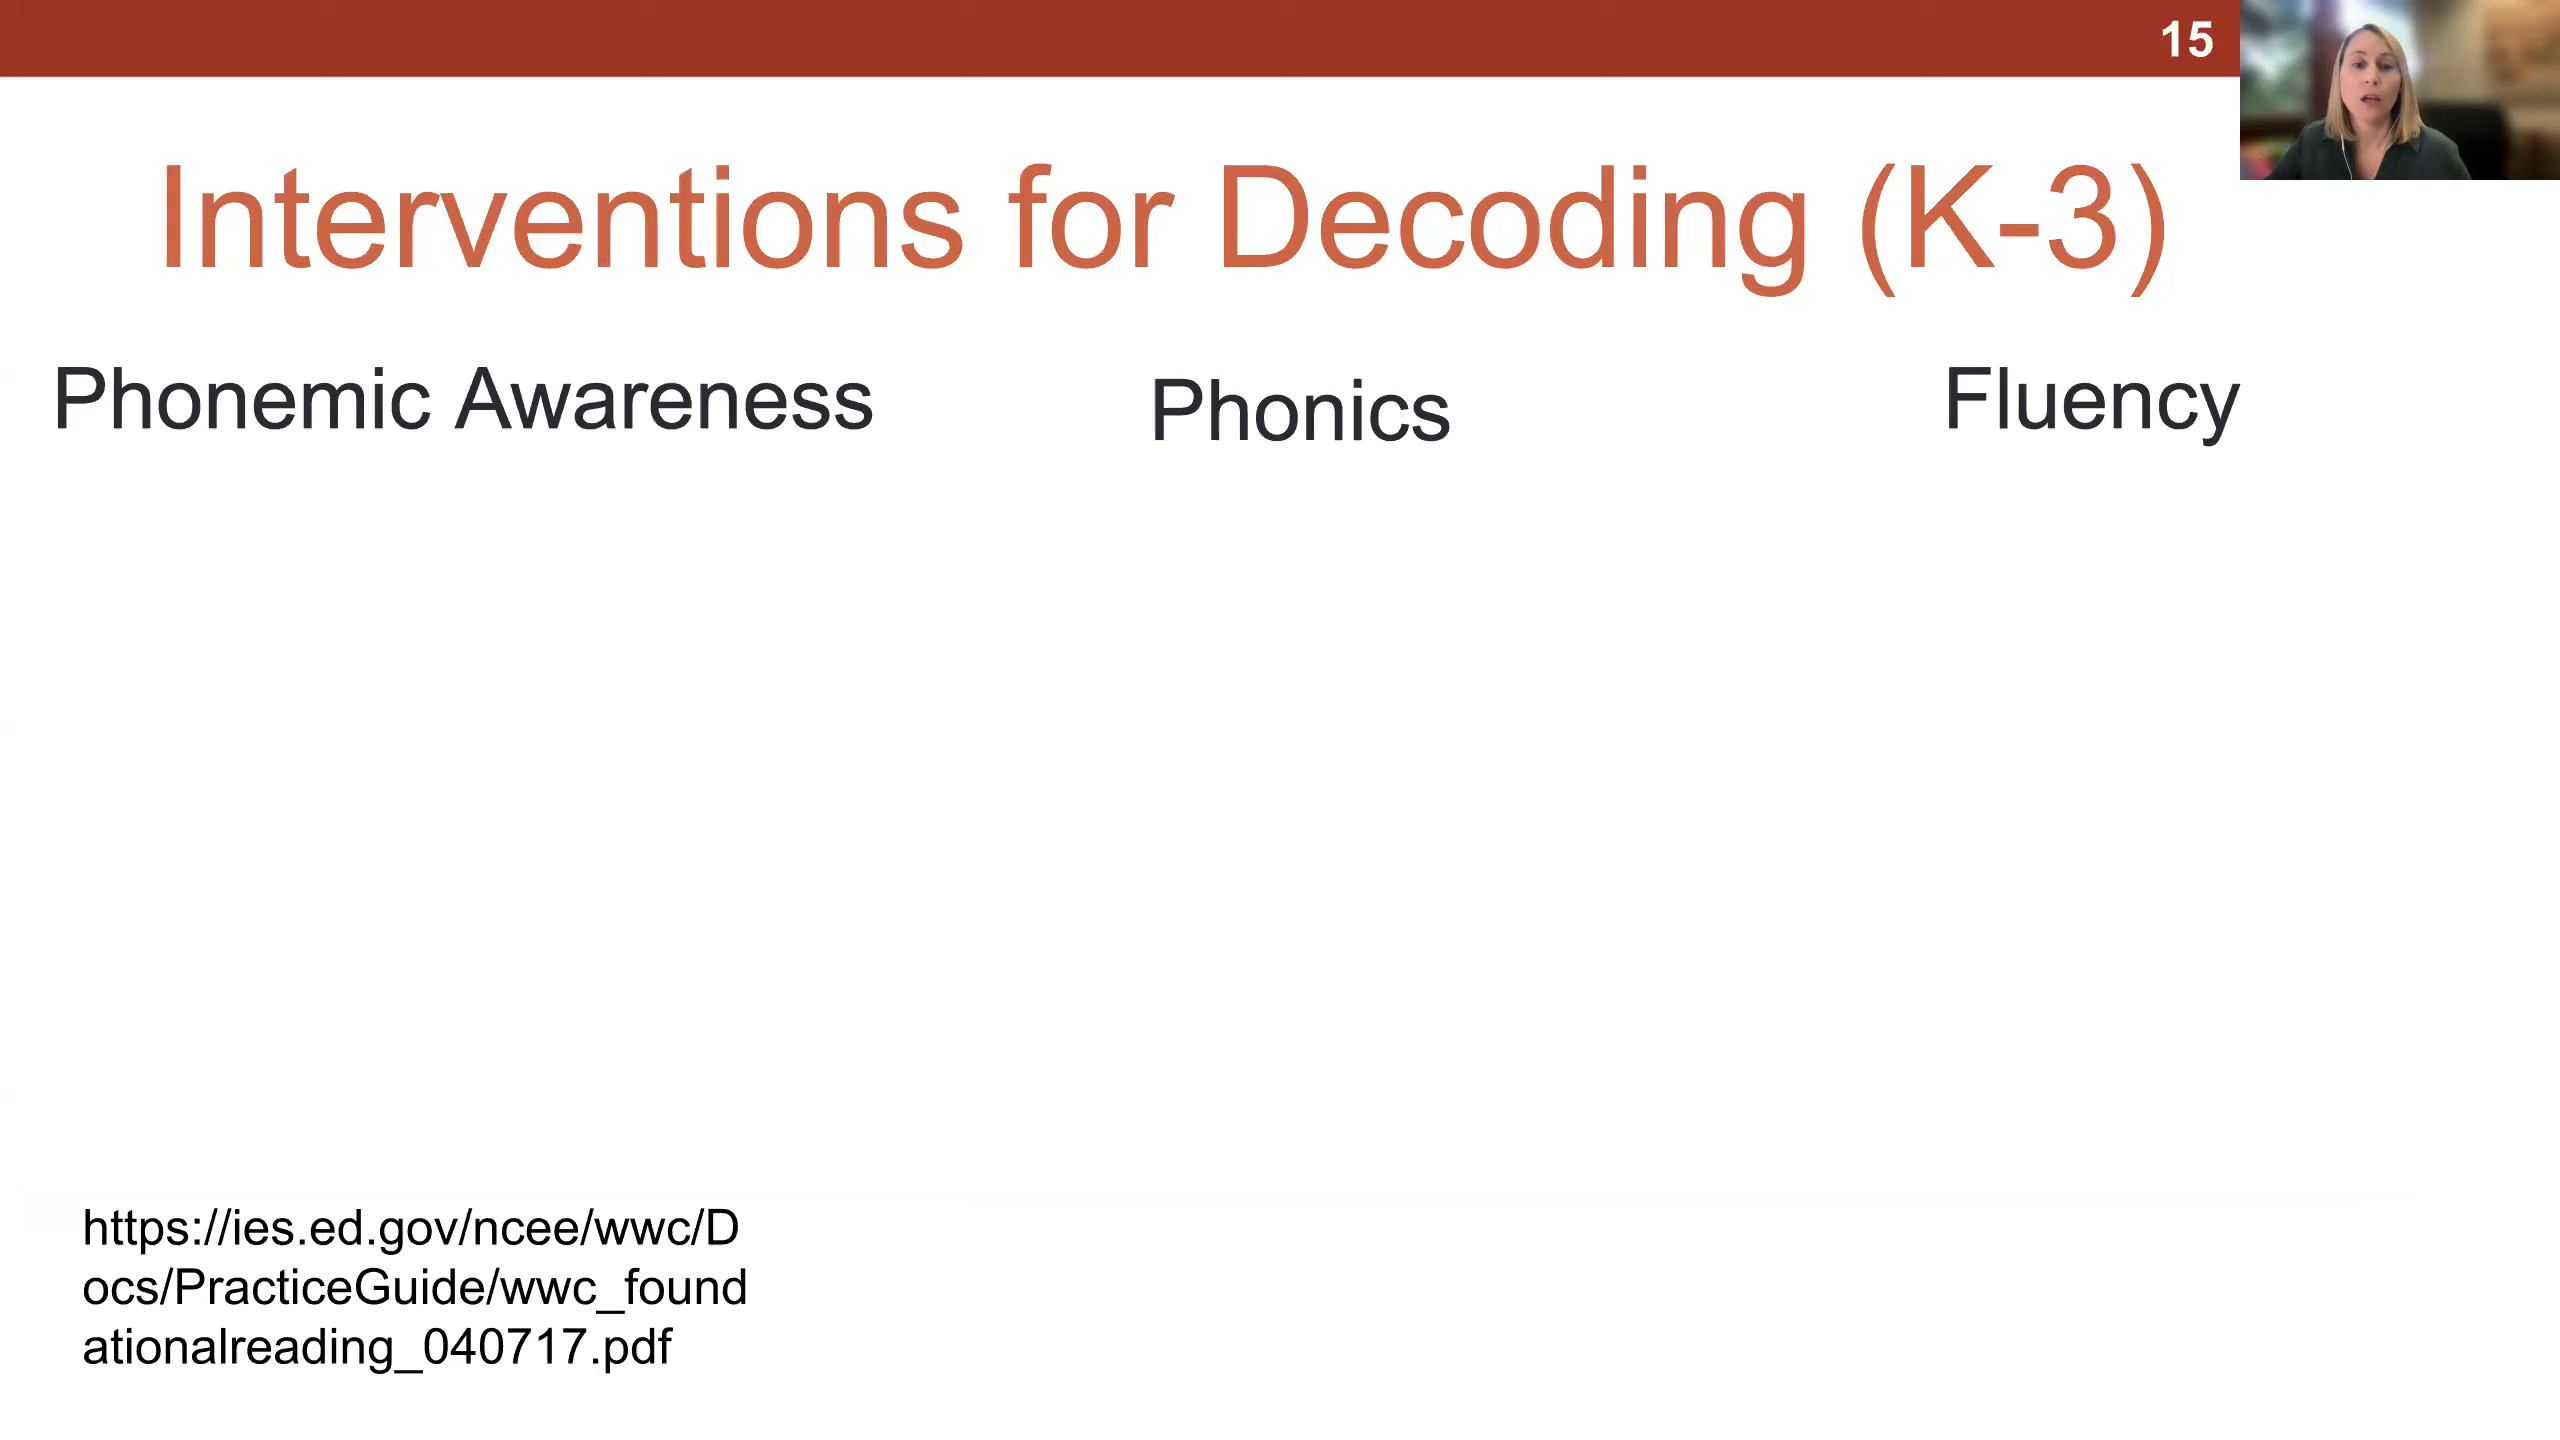 15
Interventions for Decoding (K-3)
Phonemic Awareness
Phonics
Fluency
https://ies.ed.gov/ncee/wwc/D
ocs/PracticeGuide/wwc_found
ationalreading_040717.pdf